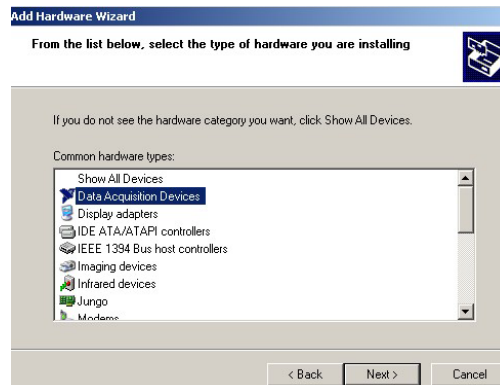 Add Hardware Wizard
From the list below, select the type of hardware you are installing
If you do not see the hardware category you want, click Show All Devices.
Common hardware types:
Show All Devices
Data Acquisition Devices
Display adapters
IDE ATA/ATAPI controllers
IEEE 1394 Bus host controllers
Imaging devices
Infrared devices
Jungo
Modems
< Back Next > Cancel